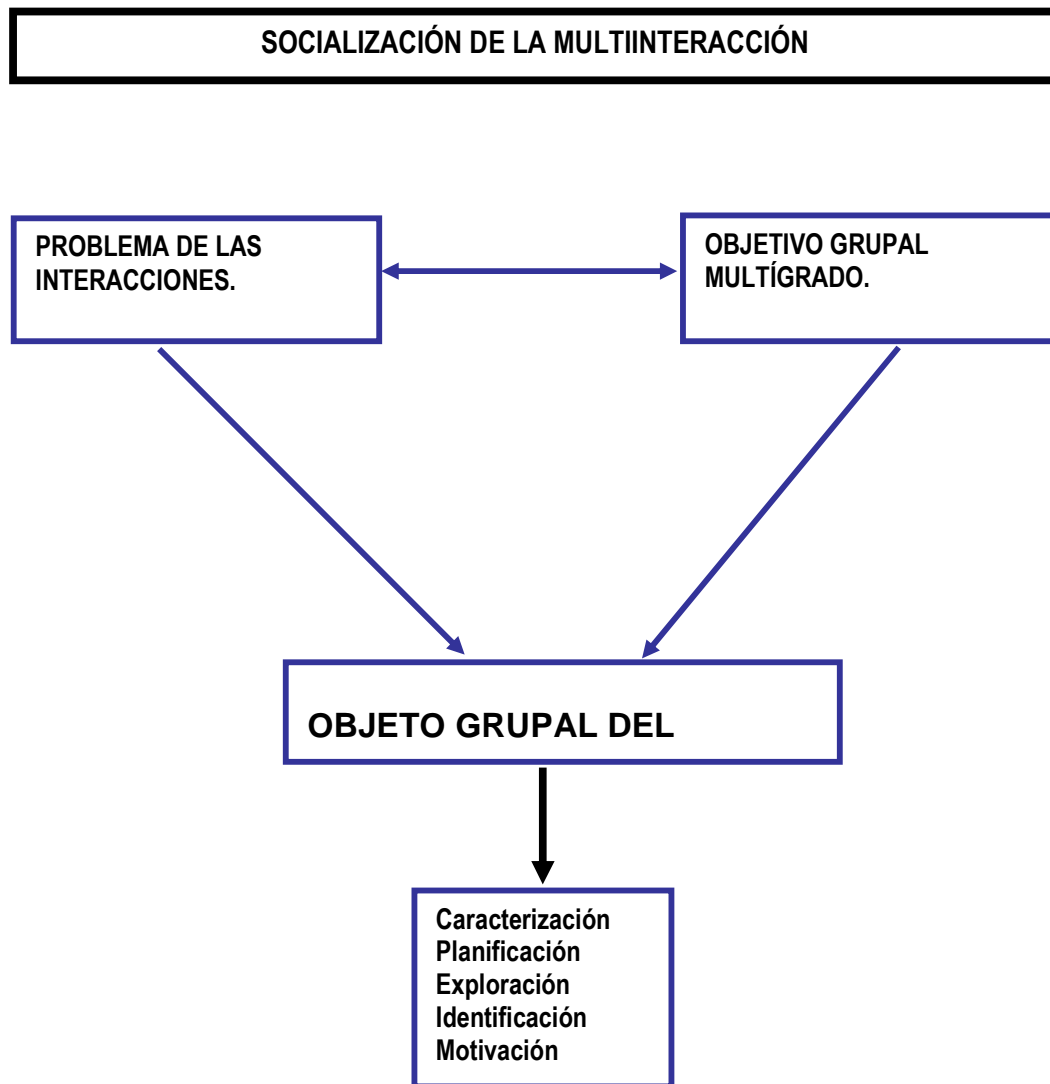 SOCIALIZACIÓN DE LA MULTIINTERACCIÓN
PROBLEMA DE LAS
INTERACCIONES.
OBJETIVO GRUPAL
MULTÍGRADO.
OBJETO GRUPAL DEL
Caracterización
Planificación
Exploración
Identificación
Motivación